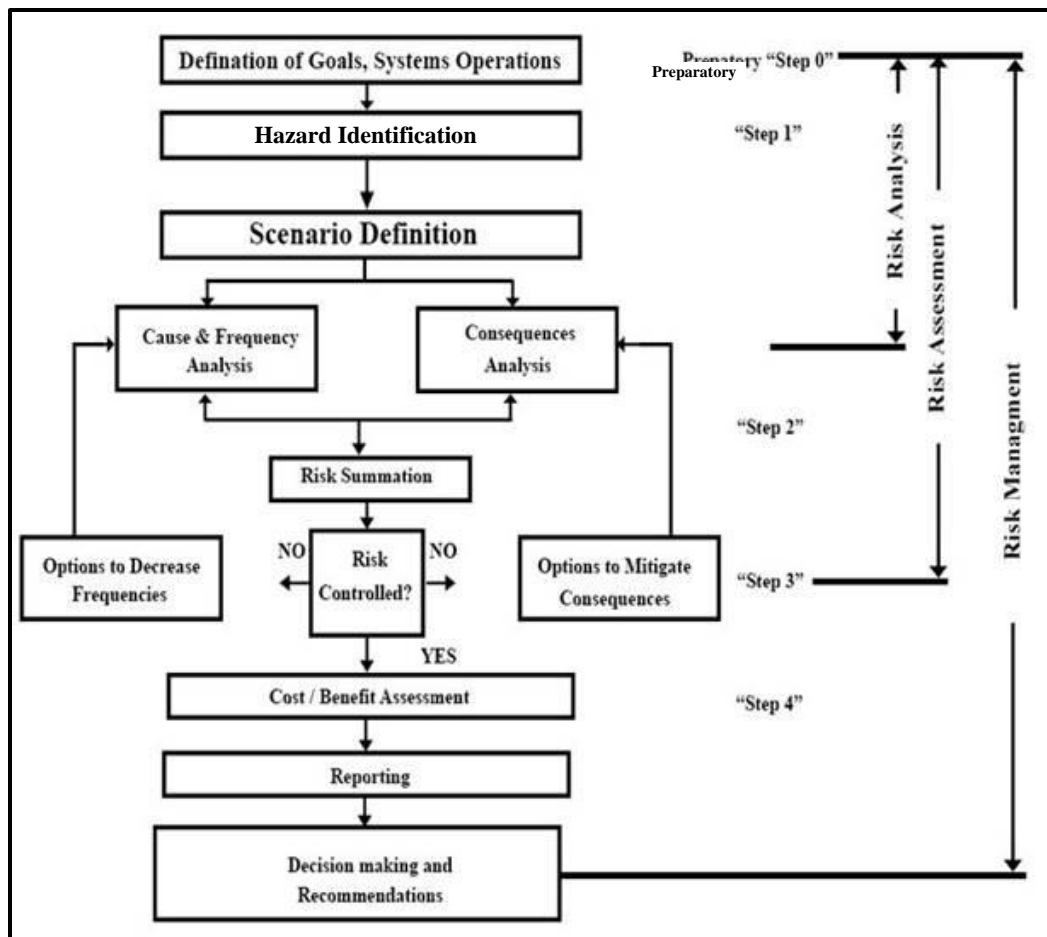 Defination of Goals, Systems Operations
Hazard Identification
Scenario Definition
Cause & Frequency
Analysis
Consequences
Analysis
Risk Summation
Options to Decrease
Frequencies
NO
Risk
Controlled?
NO
Options to Mitigate
Consequences
YES
Cost / Benefit Assessment
Reporting
Decision making and
Recommendations
Prepatory “Step 0”
Preparatory
“Step 1”
“Step 2”
“Step 3”
“Step 4”
Risk Analysis
Risk Assessment
Risk Managment